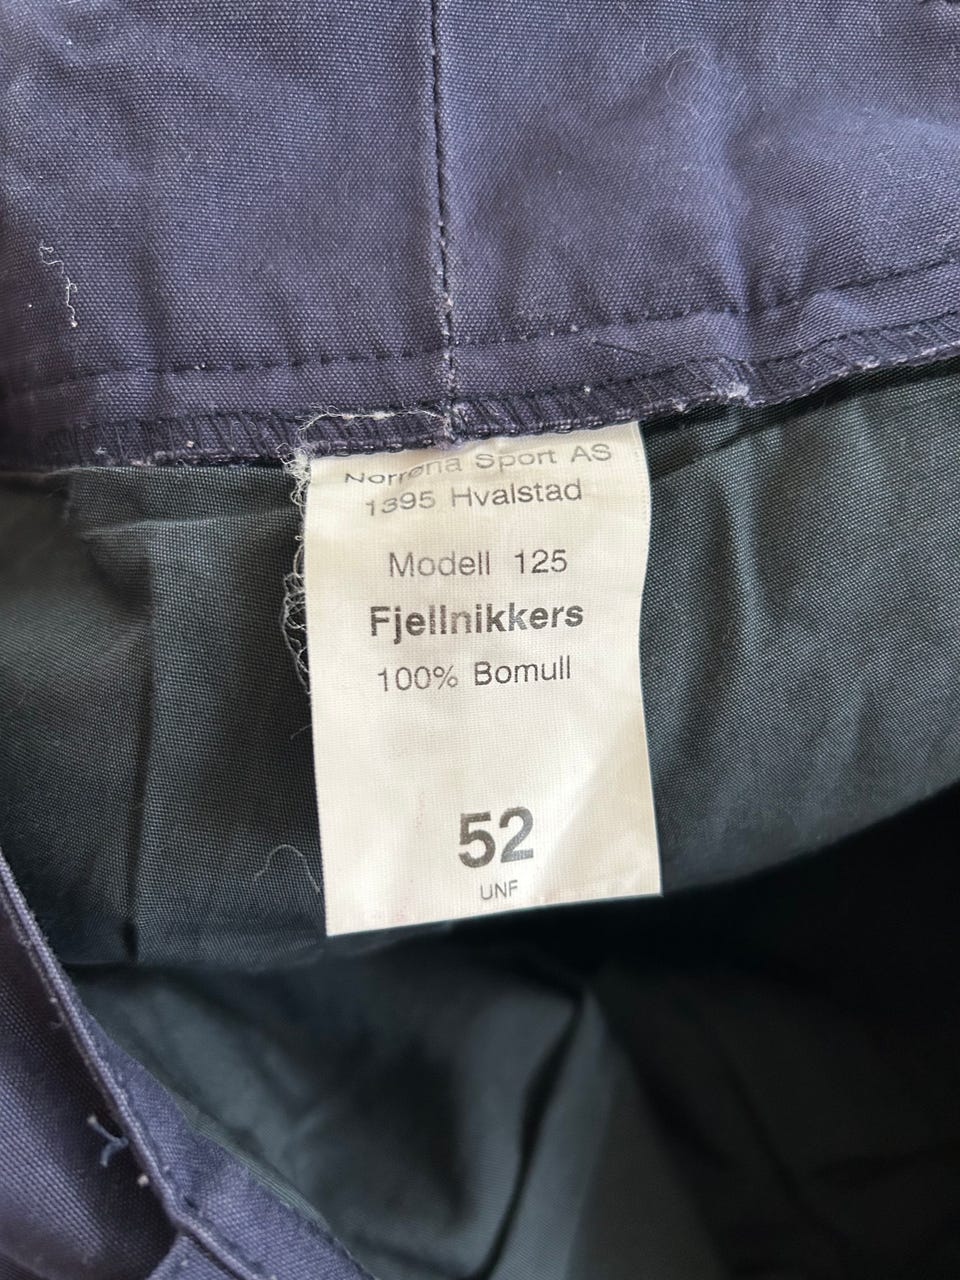 Norrøna Sport AS
1395 Hvalstad
Modell 125
Fjellnikkers
100% Bomull
52
UNF